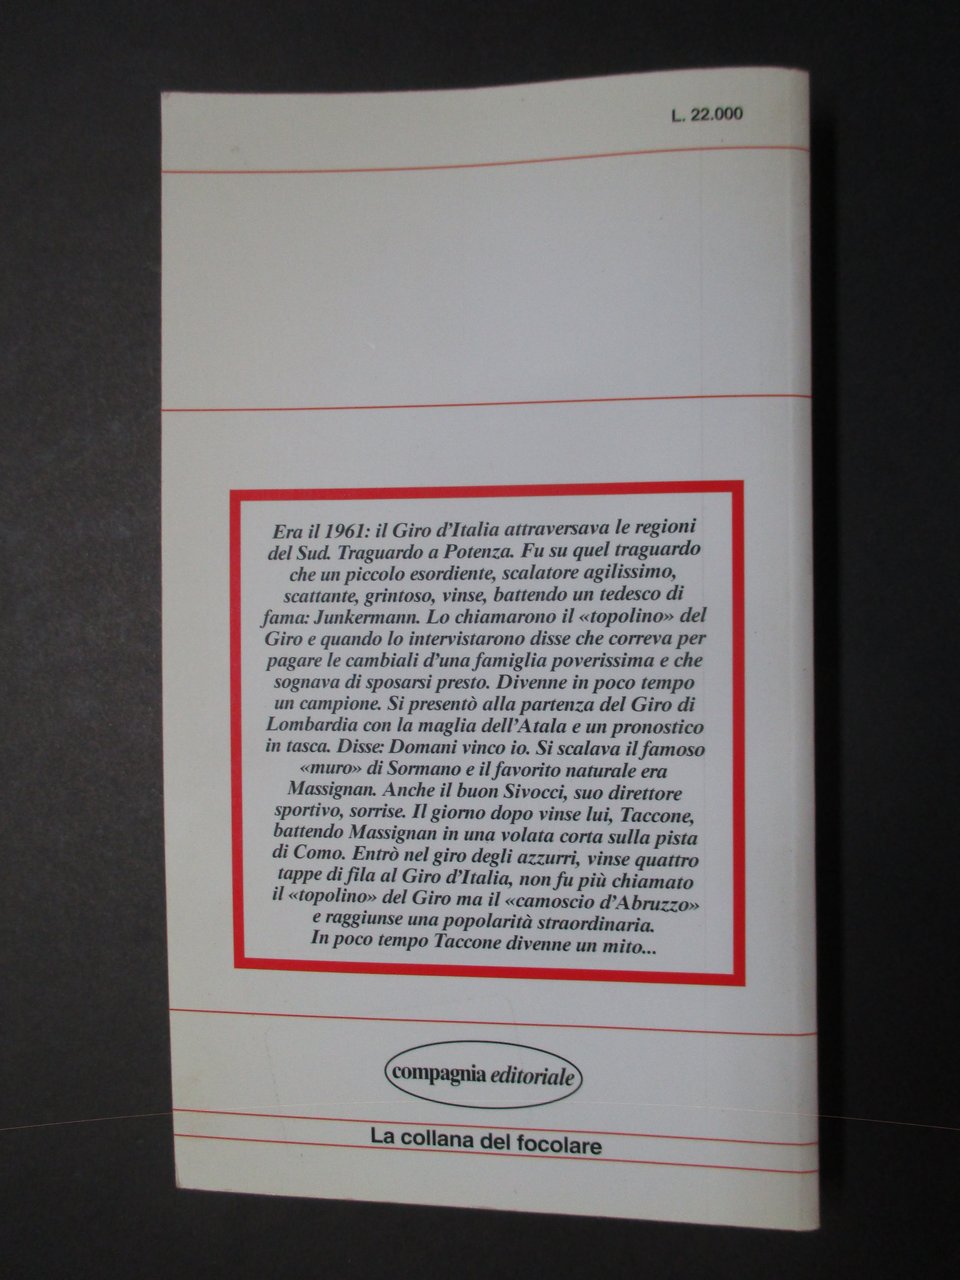 L. 22.000
Era il 1961: il Giro d'Italia attraversava le regioni
del Sud. Traguardo a Potenza. Fu su quel traguardo
che un piccolo esordiente, scalatore agilissimo,
scattante, grintoso, vinse, battendo un tedesco di
fama: Junkermann. Lo chiamarono il «topolino» del
Giro e quando lo intervistarono disse che correva per
pagare le cambiali d'una famiglia poverissima e che
sognava di sposarsi presto. Divenne in poco tempo
un campione. Si presentò alla partenza del Giro di
Lombardia con la maglia dell'Atala e un pronostico
in tasca. Disse: Domani vinco io. Si scalava il famoso
«muro» di Sormano e il favorito naturale era
Massignan. Anche il buon Sivocci, suo direttore
sportivo, sorrise. Il giorno dopo vinse lui, Taccone,
battendo Massignan in una volata corta sulla pista
di Como. Entrò nel giro degli azzurri, vinse quattro
tappe di fila al Giro d'Italia, non fu più chiamato
il «topolino» del Giro ma il «camoscio d'Abruzzo»
e raggiunse una popolarità straordinaria.
In poco tempo Taccone divenne un mito...
compagnia editoriale
La collana del focolare